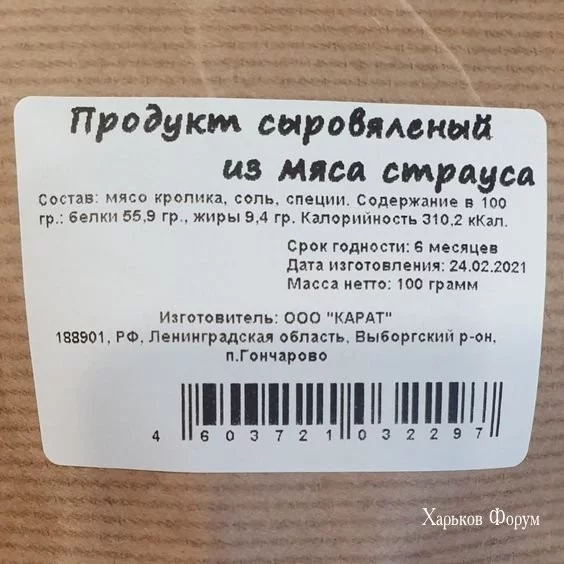 Продукт сыровяленый
из мяса страуса
Состав: мясо кролика, соль, специи. Содержание в 100
гр.: белки 55,9 гр., жиры 9,4 гр. Калорийность 310,2 кКал.
Срок годности: 6 месяцев
Дата изготовления: 24.02.2021
Масса нетто: 100 грамм
Изготовитель: ООО "КАРАТ"
188901, РФ, Ленинградская область, Выборгский р-он,
п.Гончарово
4 603721 032297
Харьков Форум